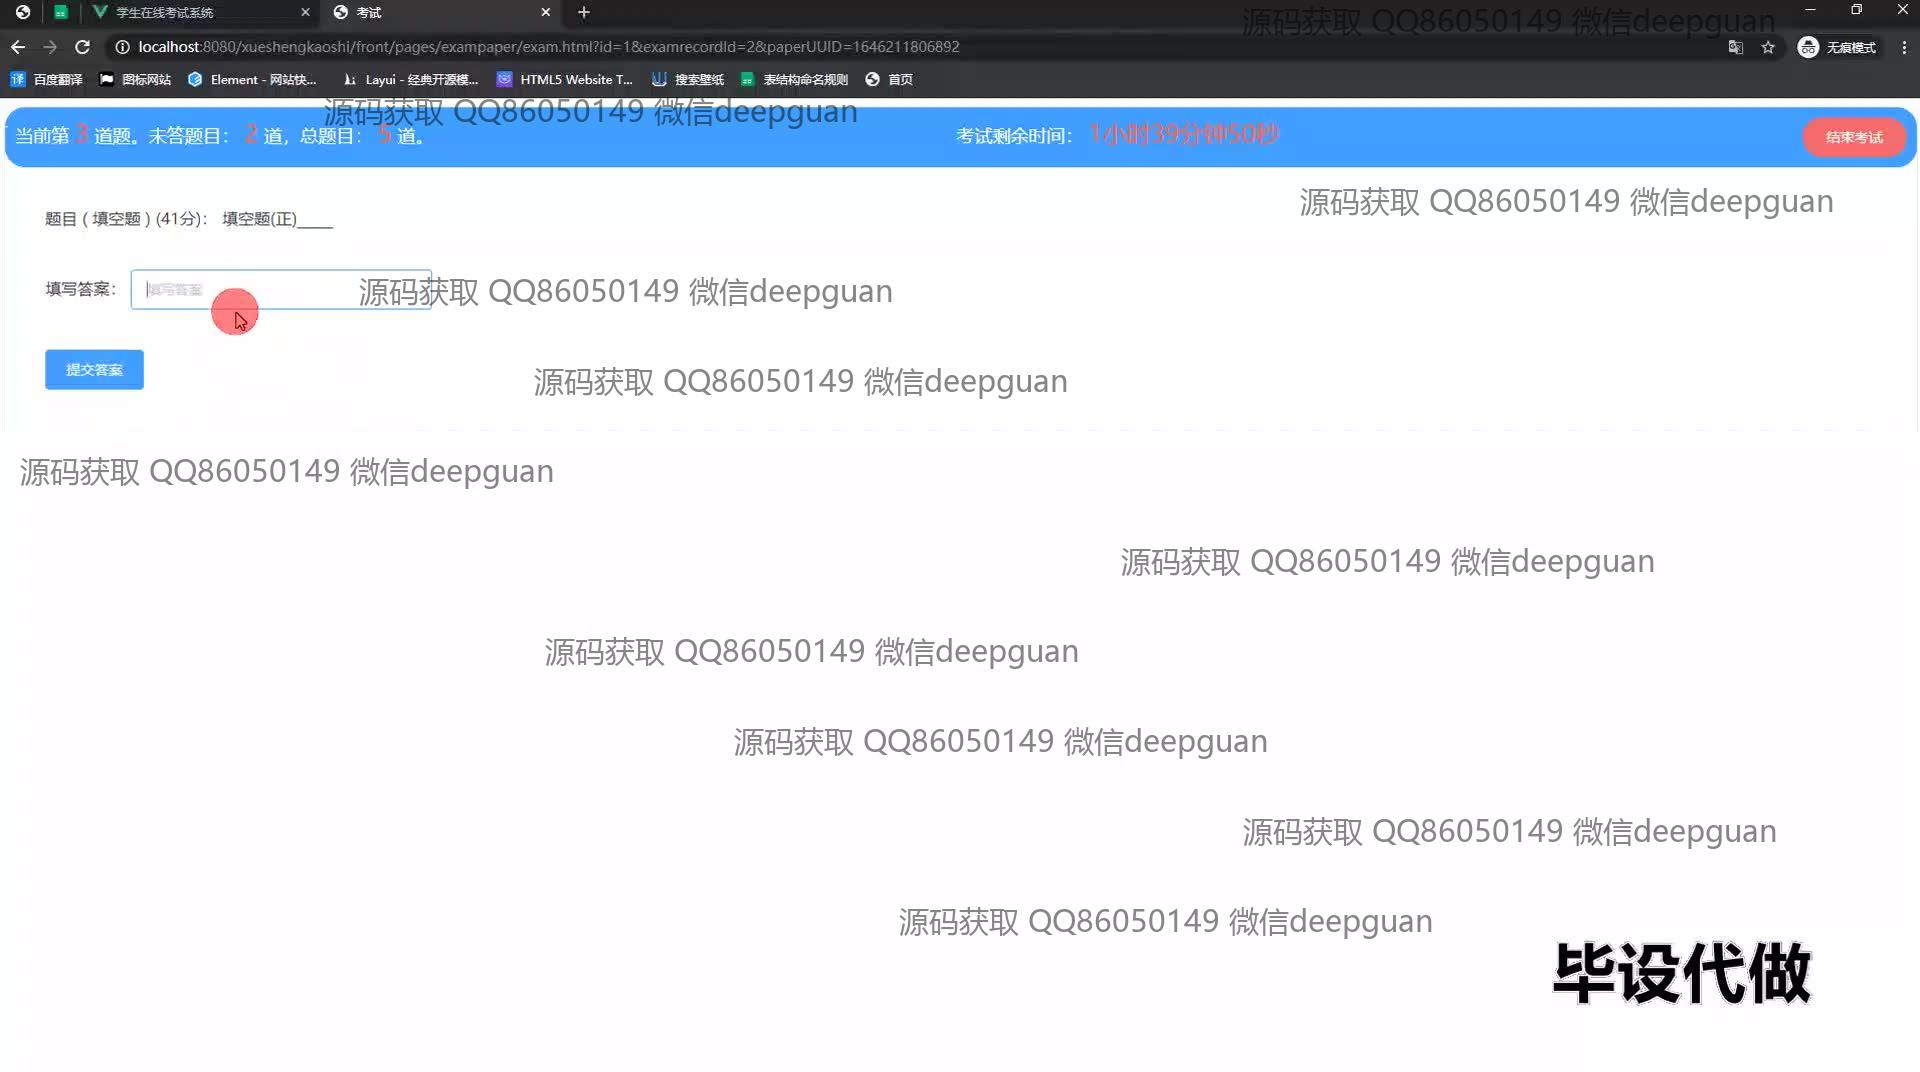 学生在线考试系统
考试
源码获取 QQ86050149 微信deepguan
localhost:8080/xueshengkaoshi/front/pages/exampaper/exam.html?id=1&examrecordId=2&paperUUID=1646211806892
无痕模式
译 百度翻译 图标网站 Element - 网站快... Layui - 经典开源模... HTML5 Website T... 搜索壁纸 表结构命名规则 首页
源码获取 QQ86050149 微信deepguan
当前第 3 道题。未答题目： 2 道，总题目： 5 道。 考试剩余时间： 1小时39分钟50秒 结束考试
源码获取 QQ86050149 微信deepguan
题目 ( 填空题 ) (41分)： 填空题(正)____
填写答案： 填写答案
源码获取 QQ86050149 微信deepguan
提交答案
源码获取 QQ86050149 微信deepguan
源码获取 QQ86050149 微信deepguan
源码获取 QQ86050149 微信deepguan
源码获取 QQ86050149 微信deepguan
源码获取 QQ86050149 微信deepguan
源码获取 QQ86050149 微信deepguan
源码获取 QQ86050149 微信deepguan
毕设代做